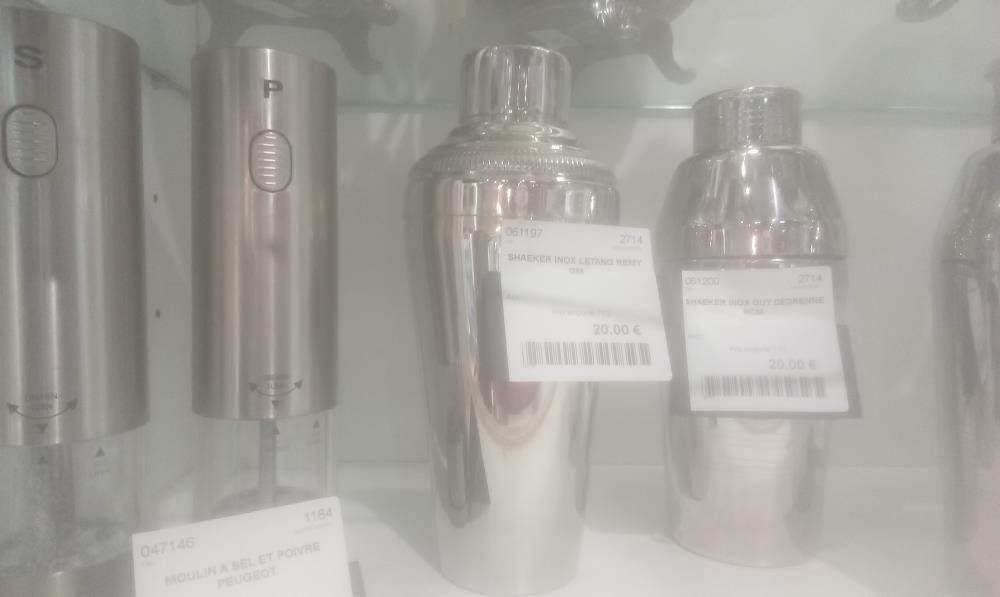 S
P
061197 2714
SHAEKER INOX LETANG REMY
GM
20.00 €
061200 2714
SHAEKER INOX GUY DEGRENNE
20.00 €
1184
047146
MOULIN A SEL ET POIVRE
PEUGEOT